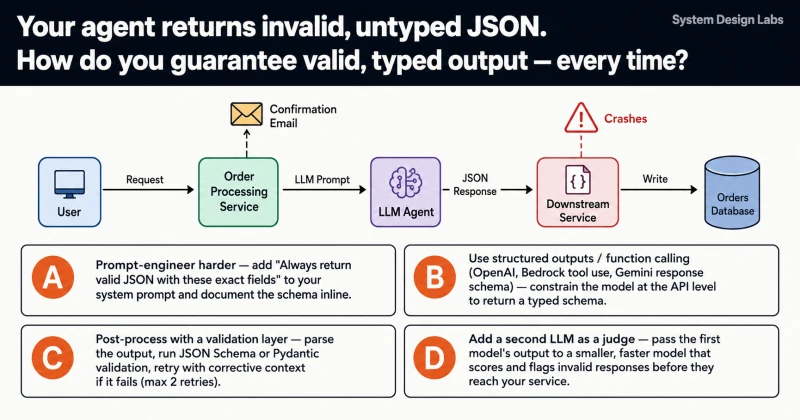 Your agent returns invalid, untyped JSON.
System Design Labs
How do you guarantee valid, typed output — every time?
Confirmation
Email
Crashes
Request
Order
Processing
Service
LLM Prompt
JSON
Response
Write
User
LLM Agent
{ }
Downstream
Service
Orders
Database
A
Prompt-engineer harder — add "Always return
valid JSON with these exact fields" to your
system prompt and document the schema inline.
B
Use structured outputs / function calling
(OpenAI, Bedrock tool use, Gemini response
schema) — constrain the model at the API level
to return a typed schema.
C
Post-process with a validation layer — parse
the output, run JSON Schema or Pydantic
validation, retry with corrective context
if it fails (max 2 retries).
D
Add a second LLM as a judge — pass the first
model's output to a smaller, faster model that
scores and flags invalid responses before they
reach your service.